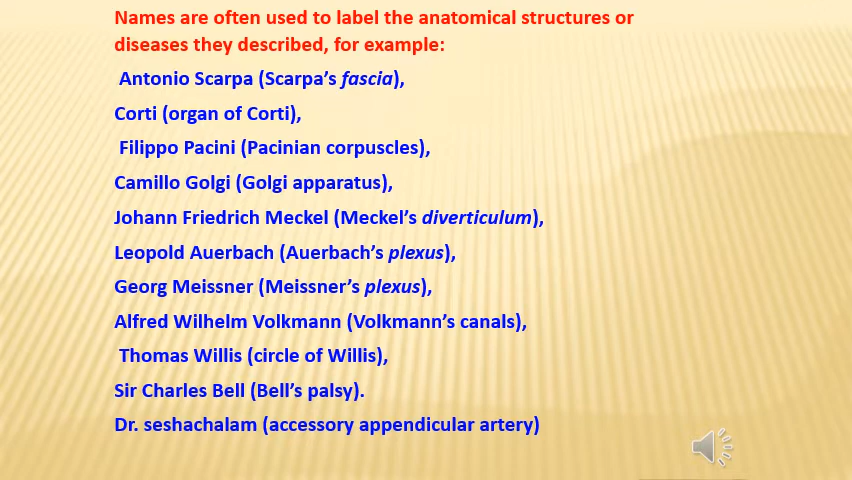 Names are often used to label the anatomical structures or
diseases they described, for example:
Antonio Scarpa (Scarpa’s fascia),
Corti (organ of Corti),
Filippo Pacini (Pacinian corpuscles),
Camillo Golgi (Golgi apparatus),
Johann Friedrich Meckel (Meckel’s diverticulum),
Leopold Auerbach (Auerbach’s plexus),
Georg Meissner (Meissner’s plexus),
Alfred Wilhelm Volkmann (Volkmann’s canals),
Thomas Willis (circle of Willis),
Sir Charles Bell (Bell’s palsy).
Dr. seshachalam (accessory appendicular artery)